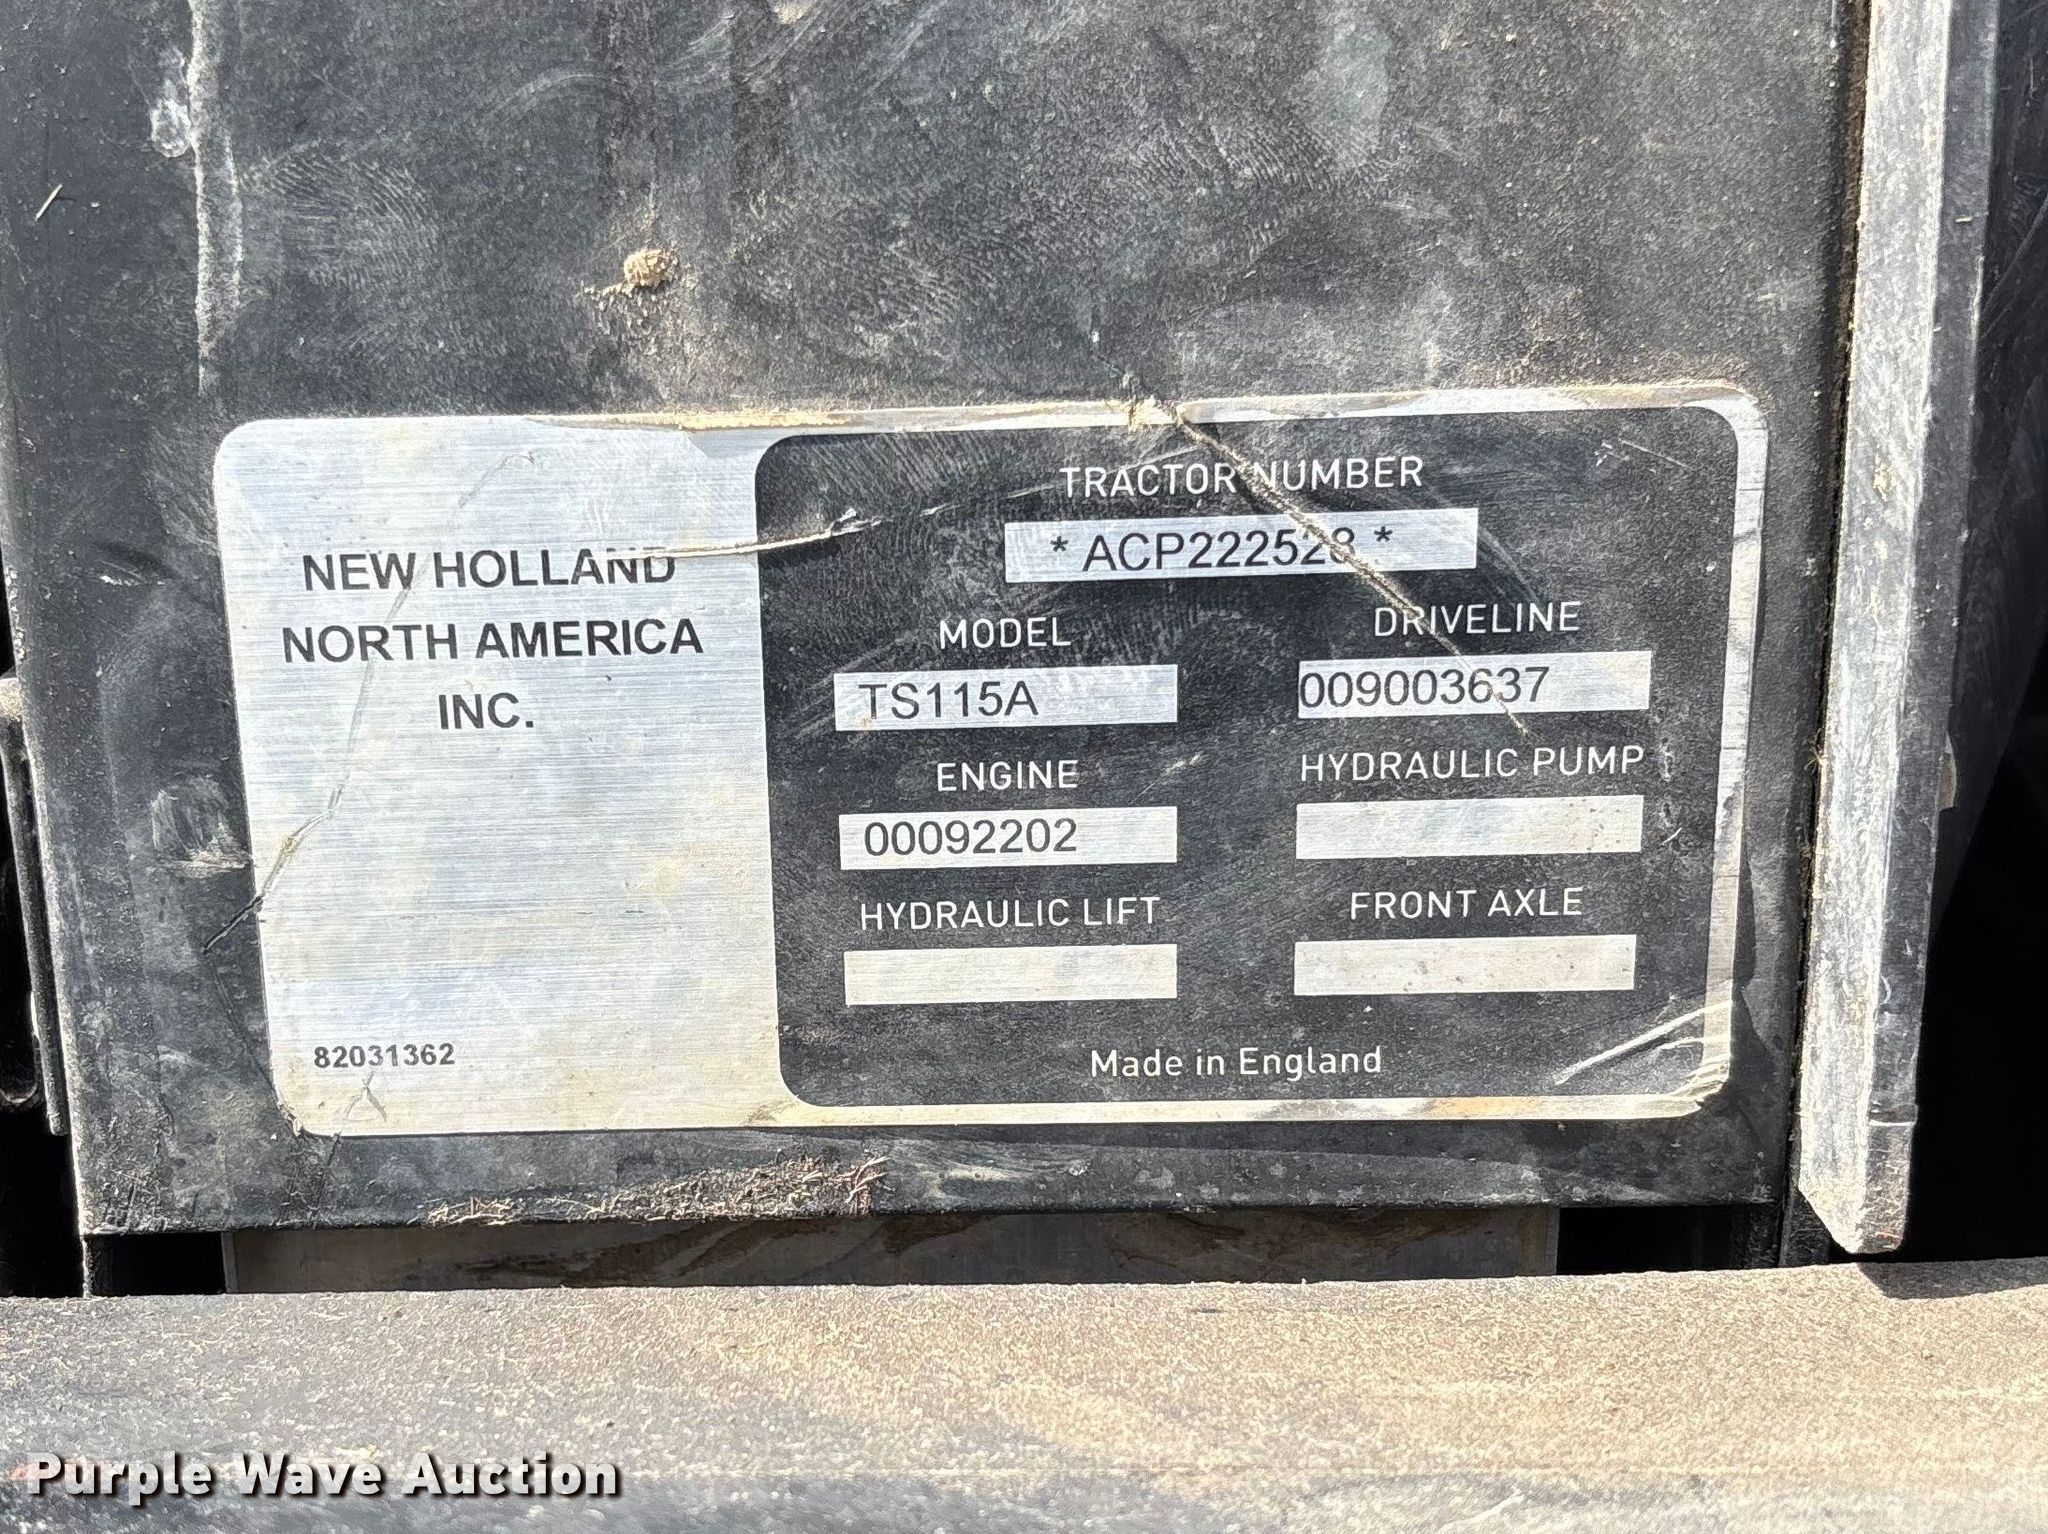 NEW HOLLAND
NORTH AMERICA
INC.
82031362
TRACTOR NUMBER
* ACP222528 *
MODEL
DRIVELINE
TS115A
009003637
ENGINE
HYDRAULIC PUMP
00092202
HYDRAULIC LIFT
FRONT AXLE
Made in England
Purple Wave Auction